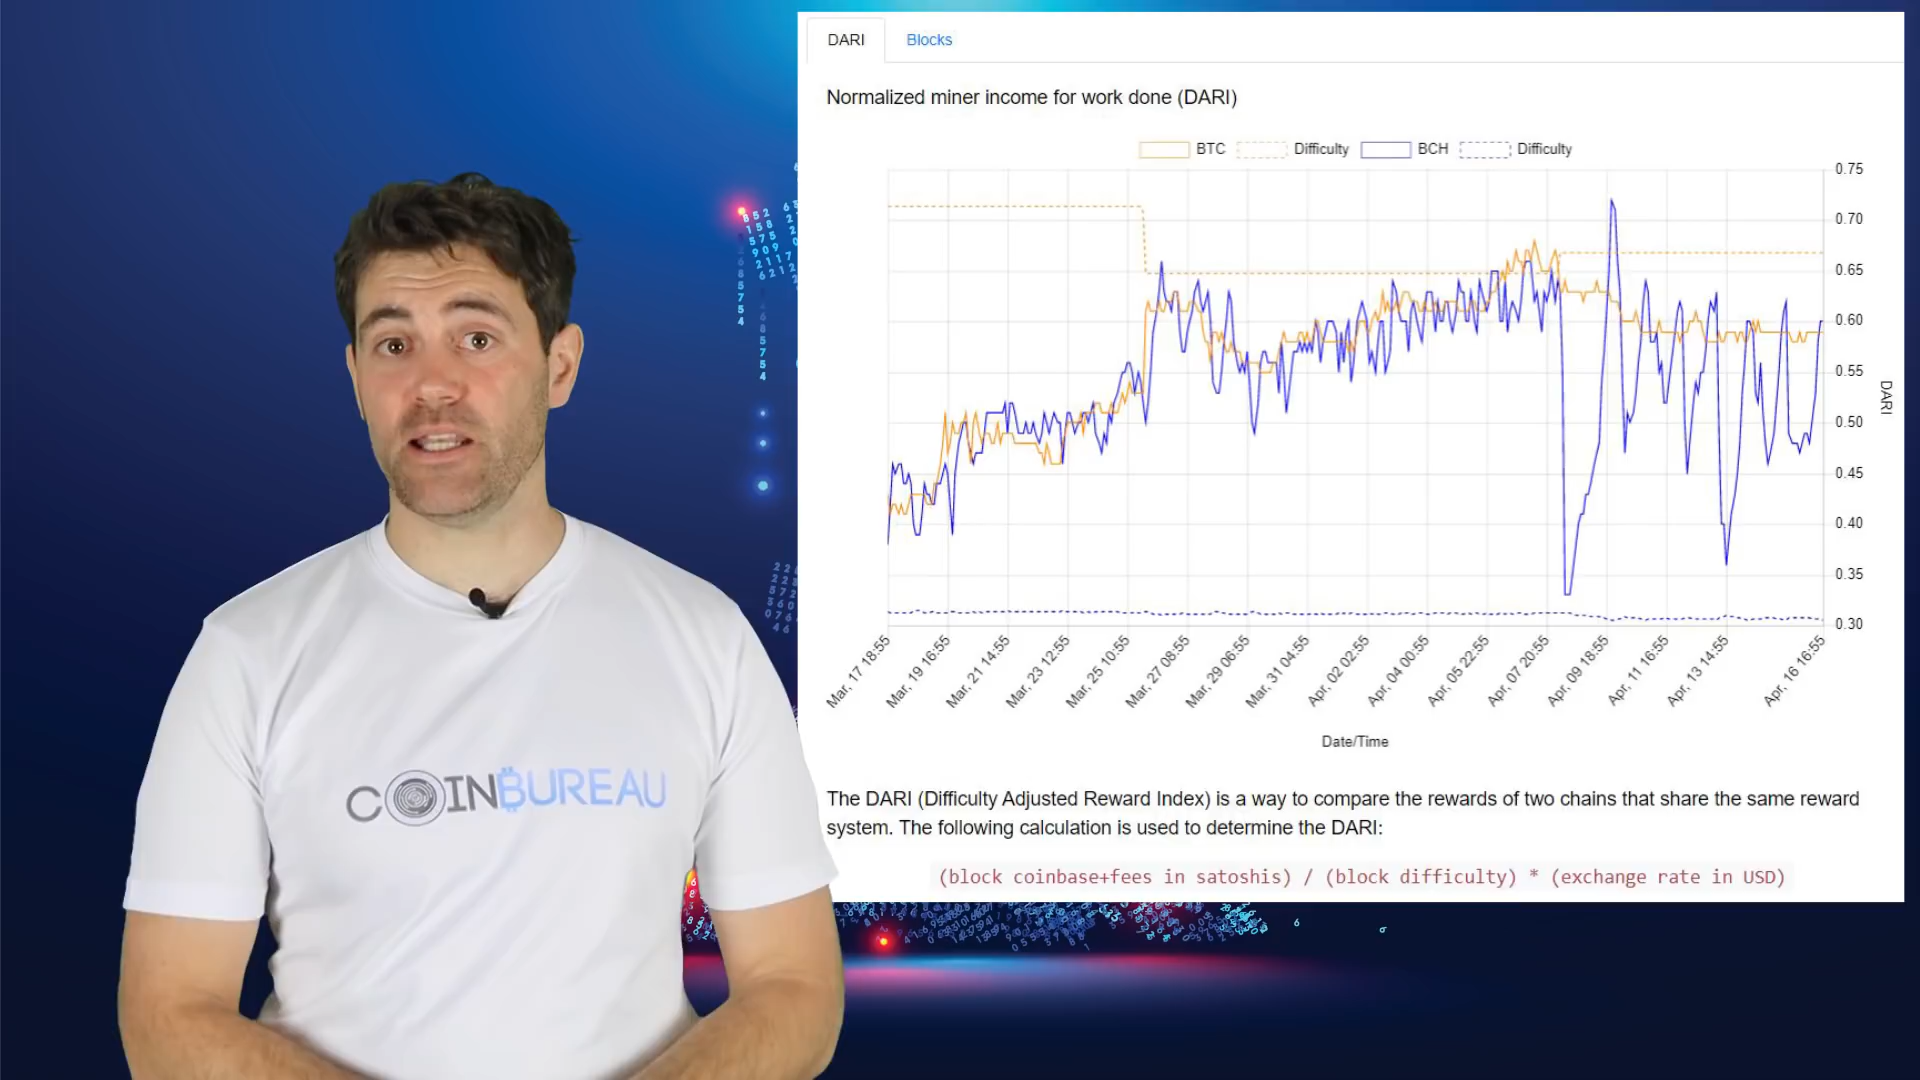 DARI
Blocks
Normalized miner income for work done (DARI)
BTC
Difficulty
BCH
Difficulty
0.75
0.70
0.65
0.60
0.55
0.50
0.45
0.40
0.35
0.30
DARI
Mar, 17 18:55
Mar, 19 16:55
Mar, 21 14:55
Mar, 23 12:55
Mar, 25 10:55
Mar, 27 08:55
Mar, 29 06:55
Mar, 31 04:55
Apr, 02 02:55
Apr, 04 00:55
Apr, 05 22:55
Apr, 07 20:55
Apr, 09 18:55
Apr, 11 16:55
Apr, 13 14:55
Apr, 16 16:55
Date/Time
The DARI (Difficulty Adjusted Reward Index) is a way to compare the rewards of two chains that share the same reward
system. The following calculation is used to determine the DARI:
(block coinbase+fees in satoshis) / (block difficulty) * (exchange rate in USD)
COINBUREAU